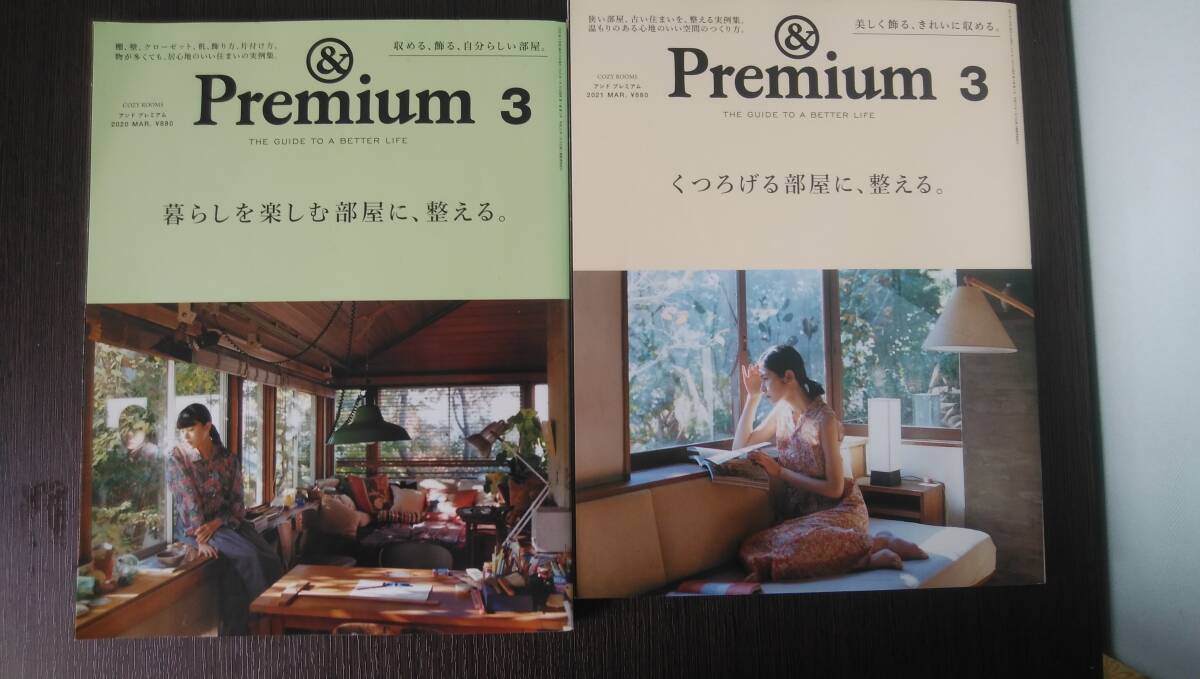 棚、壁、クローゼット、机、飾り方、片付け方。
物が多くても、居心地のいい住まいの実例集。
収める、飾る、自分らしい部屋。
&
Premium 3
COZY ROOMS
アンド プレミアム
2020 MAR. ¥880
THE GUIDE TO A BETTER LIFE
暮らしを楽しむ部屋に、整える。
狭い部屋、古い住まいを、整える実例集。
温もりのある心地のいい空間のつくり方。
美しく飾る、きれいに収める。
&
Premium 3
COZY ROOMS
アンド プレミアム
2021 MAR. ¥880
THE GUIDE TO A BETTER LIFE
くつろげる部屋に、整える。